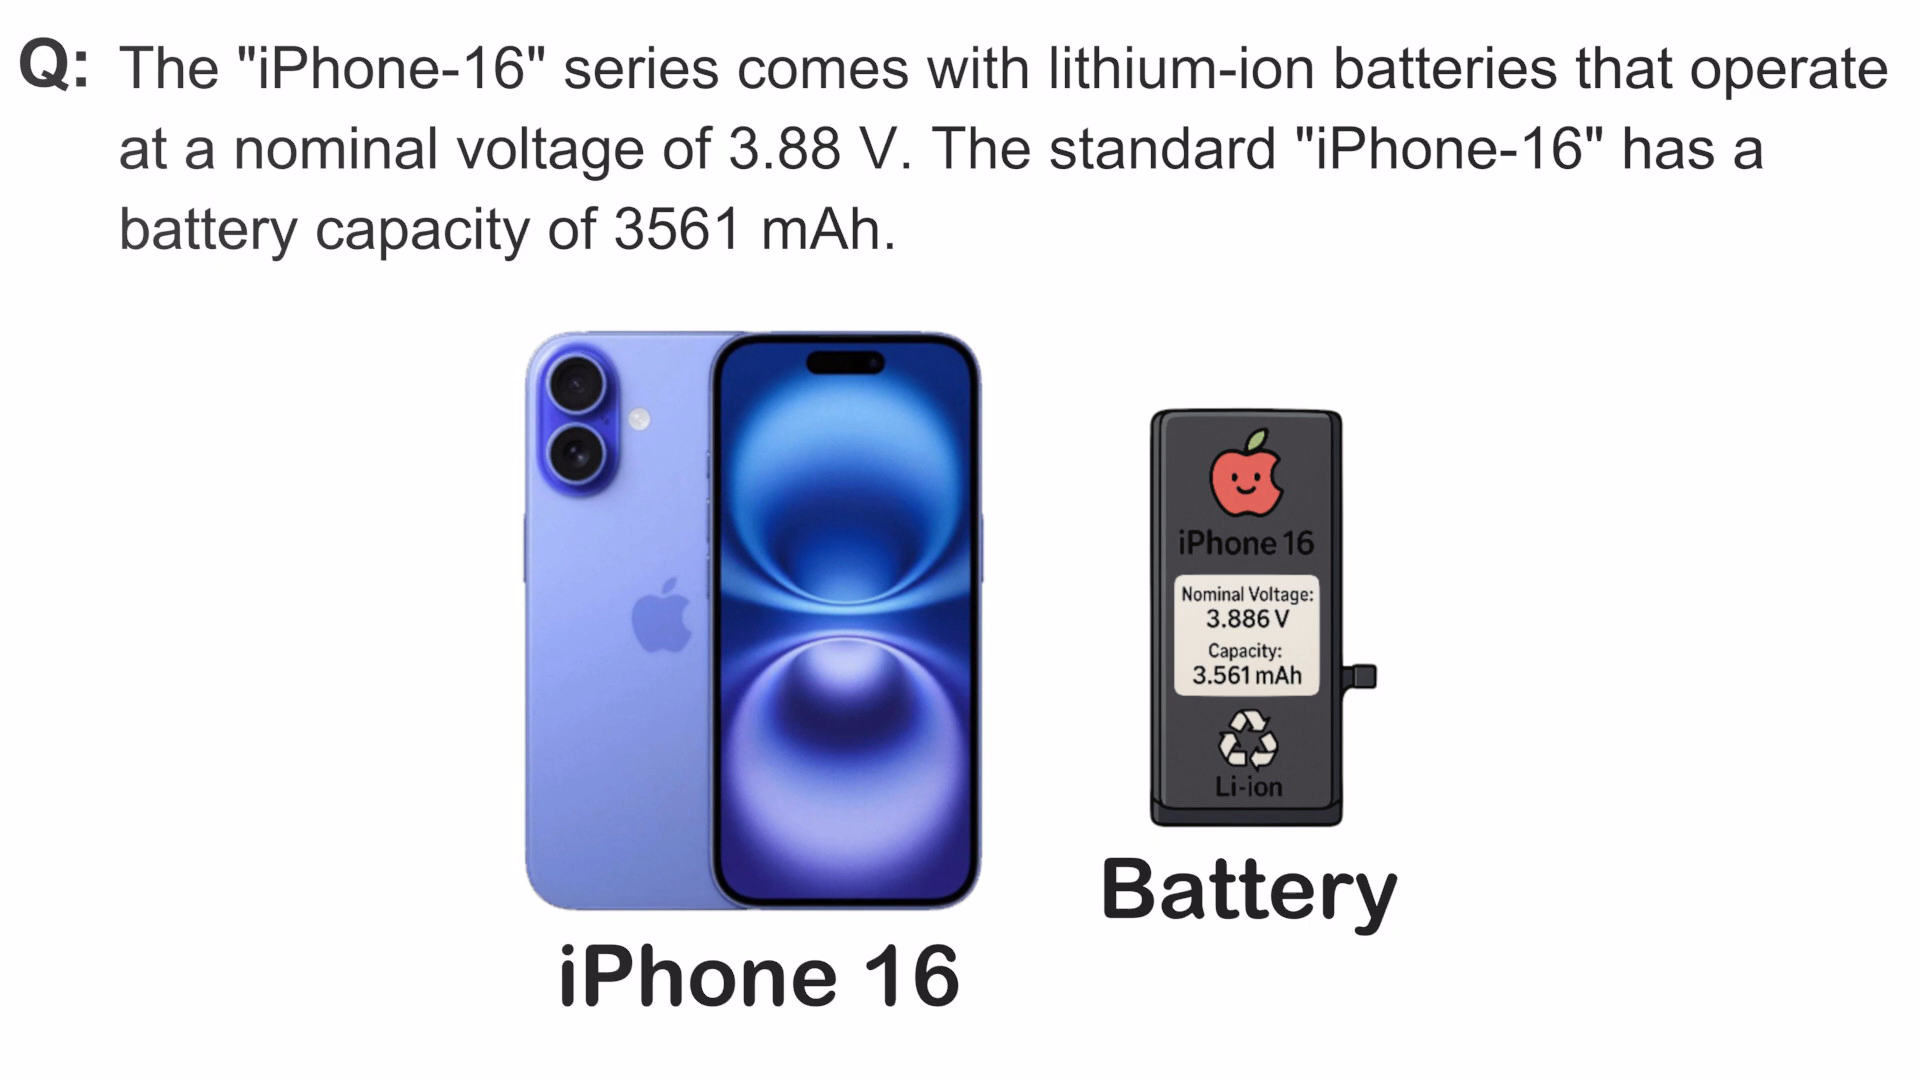 Q: The "iPhone-16" series comes with lithium-ion batteries that operate
at a nominal voltage of 3.88 V. The standard "iPhone-16" has a
battery capacity of 3561 mAh.
iPhone 16
Nominal Voltage:
3.886 V
Capacity:
3.561 mAh
Li-ion
Battery
iPhone 16